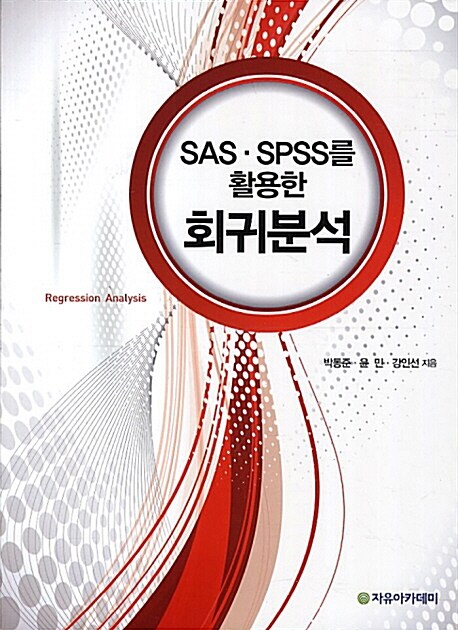 SAS · SPSS를
활용한
회귀분석
Regression Analysis
박동준 · 윤 민 · 강인선 지음
자유아카데미